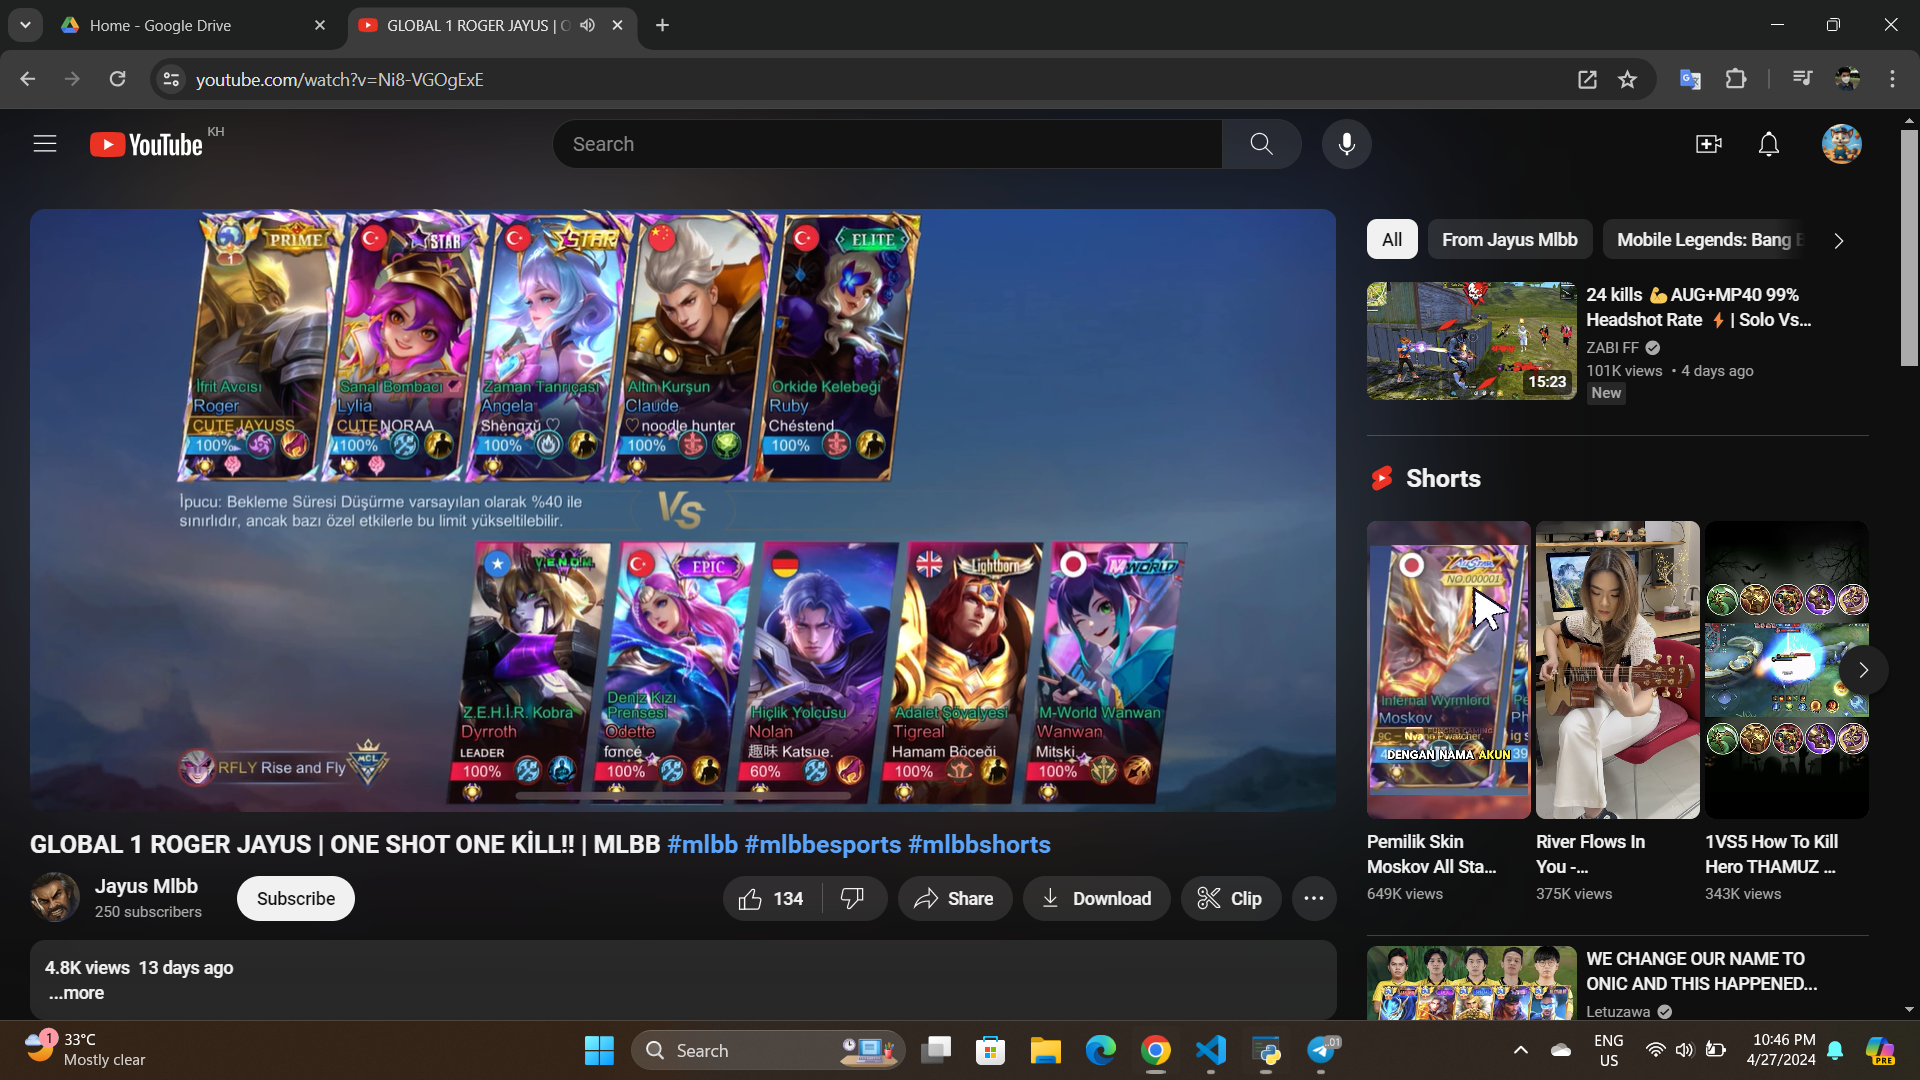 Home - Google Drive
GLOBAL 1 ROGER JAYUS |
youtube.com/watch?v=Ni8-VGOgExE
YouTube KH
Search
All
From Jayus Mlbb
Mobile Legends: Bang
PRIME
STAR
STAR
ELITE
1
İfrit Avcısı
Roger
CUTEJAYUSS
100%
Sanal Bombacı
Lylia
CUTENORAA
100%
Zaman Tanrıçası
Angela
Shèngzŭ ♡
100%
Altın Kurşun
Claude
♡noodle hunter
100%
Orkide Kelebeği
Ruby
Chéstend
100%
İpucu: Bekleme Süresi Düşürme varsayılan olarak %40 ile
sınırlıdır, ancak bazı özel etkilerle bu limit yükseltilebilir.
Vs
V.E.N.O.M.
EPIC
Lightborn
M-WORLD
Z.E.H.İ.R. Kobra
Dyrroth
LEADER
100%
Deniz Kızı
Prensesi
Odette
fancé
100%
Hiçlik Yolcusu
Nolan
趣味 Katsue.
60%
Adalet Şövalyesi
Tigreal
Hamam Böceği
100%
M-World Wanwan
Wanwan
Mitski
100%
RFLY Rise and Fly
MCL
GLOBAL 1 ROGER JAYUS | ONE SHOT ONE KİLL!! | MLBB #mlbb #mlbbesports #mlbbshorts
Jayus Mlbb
250 subscribers
Subscribe
134
Share
Download
Clip
4.8K views 13 days ago
...more
24 kills 💪AUG+MP40 99%
Headshot Rate ⚡| Solo Vs...
ZABI FF
101K views • 4 days ago
New
15:23
Shorts
ALLSTAR
NO.000001
Infernal Wyrmlord
Moskov
DENGAN NAMA AKUN
Pemilik Skin
Moskov All Sta...
649K views
River Flows In
You -...
375K views
1VS5 How To Kill
Hero THAMUZ ...
343K views
WE CHANGE OUR NAME TO
ONIC AND THIS HAPPENED...
Letuzawa
1
33°C
Mostly clear
Search
PRE
.01
ENG
US
10:46 PM
4/27/2024